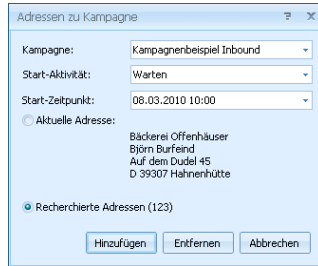 Adressen zu Kampagne
Kampagne: Kampagnenbeispiel Inbound
Start-Aktivität: Warten
Start-Zeitpunkt: 08.03.2010 10:00
Aktuelle Adresse:
Bäckerei Offenhäuser
Björn Burfeind
Auf dem Dudel 45
D 39307 Hahnenhütte
Recherchierte Adressen (123)
Hinzufügen Entfernen Abbrechen